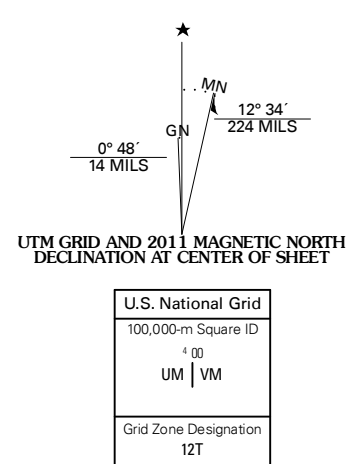 ★
MN
12° 34´
224 MILS
GN
0° 48´
14 MILS
UTM GRID AND 2011 MAGNETIC NORTH
DECLINATION AT CENTER OF SHEET
U.S. National Grid
100,000-m Square ID
4 00
UM | VM
Grid Zone Designation
12T